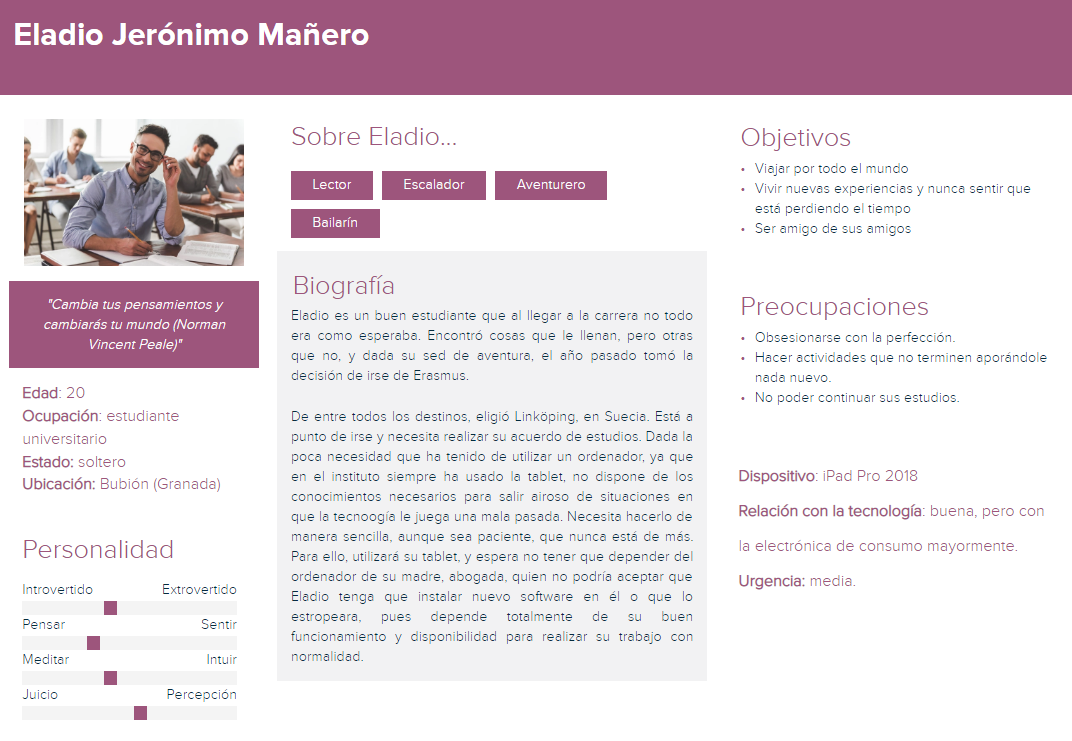 Eladio Jerónimo Mañero
"Cambia tus pensamientos y
cambiarás tu mundo (Norman
Vincent Peale)"
Edad: 20
Ocupación: estudiante
universitario
Estado: soltero
Ubicación: Bubión (Granada)
Personalidad
Introvertido Extrovertido
Pensar Sentir
Meditar Intuir
Juicio Percepción
Sobre Eladio...
Lector Escalador Aventurero
Bailarín
Biografía
Eladio es un buen estudiante que al llegar a la carrera no todo
era como esperaba. Encontró cosas que le llenan, pero otras
que no, y dada su sed de aventura, el año pasado tomó la
decisión de irse de Erasmus.
De entre todos los destinos, eligió Linköping, en Suecia. Está a
punto de irse y necesita realizar su acuerdo de estudios. Dada la
poca necesidad que ha tenido de utilizar un ordenador, ya que
en el instituto siempre ha usado la tablet, no dispone de los
conocimientos necesarios para salir airoso de situaciones en
que la tecnoogía le juega una mala pasada. Necesita hacerlo de
manera sencilla, aunque sea paciente, que nunca está de más.
Para ello, utilizará su tablet, y espera no tener que depender del
ordenador de su madre, abogada, quien no podría aceptar que
Eladio tenga que instalar nuevo software en él o que lo
estropeara, pues depende totalmente de su buen
funcionamiento y disponibilidad para realizar su trabajo con
normalidad.
Objetivos
• Viajar por todo el mundo
• Vivir nuevas experiencias y nunca sentir que
está perdiendo el tiempo
• Ser amigo de sus amigos
Preocupaciones
• Obsesionarse con la perfección.
• Hacer actividades que no terminen aporándole
nada nuevo.
• No poder continuar sus estudios.
Dispositivo: iPad Pro 2018
Relación con la tecnología: buena, pero con
la electrónica de consumo mayormente.
Urgencia: media.